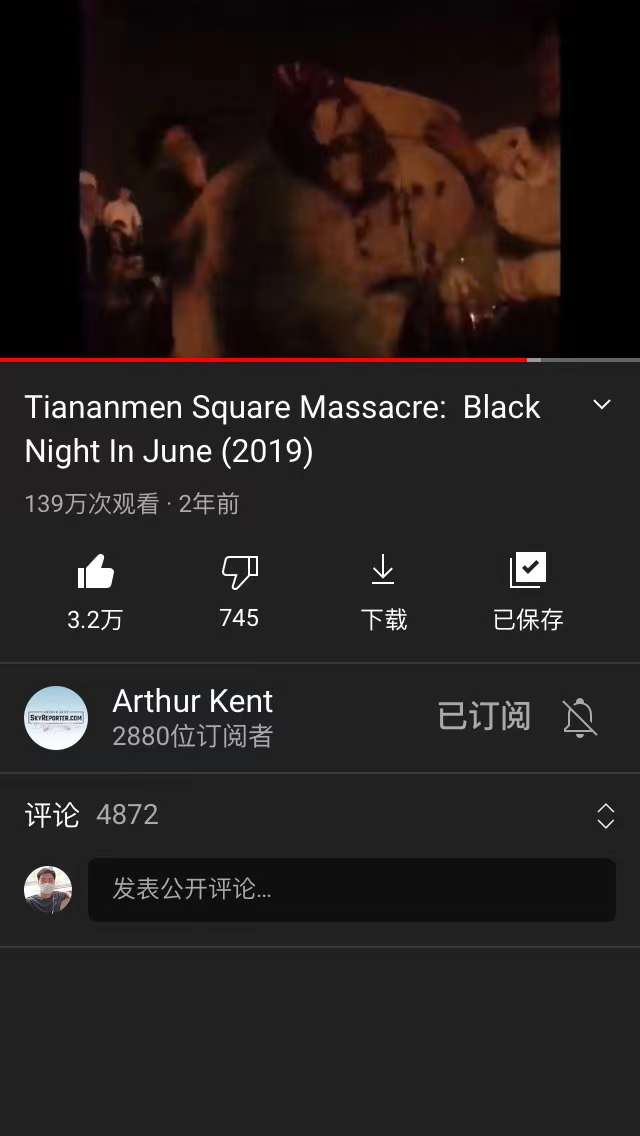 Tiananmen Square Massacre: Black
Night In June (2019)
139万次观看 · 2年前
3.2万
745
下载
已保存
SKYREPORTER.COM
Arthur Kent
2880位订阅者
已订阅
评论 4872
发表公开评论...